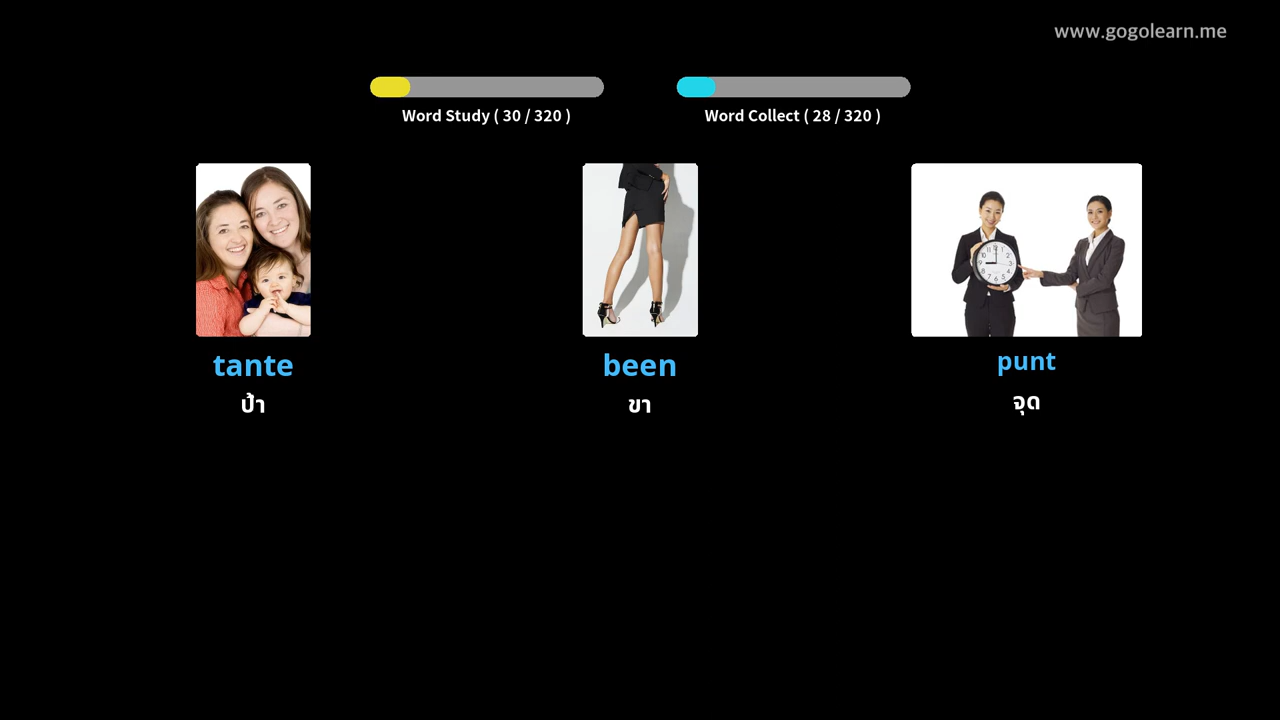 www.gogolearn.me
Word Study ( 30 / 320 )
Word Collect ( 28 / 320 )
tante
ป้า
been
ขา
punt
จุด